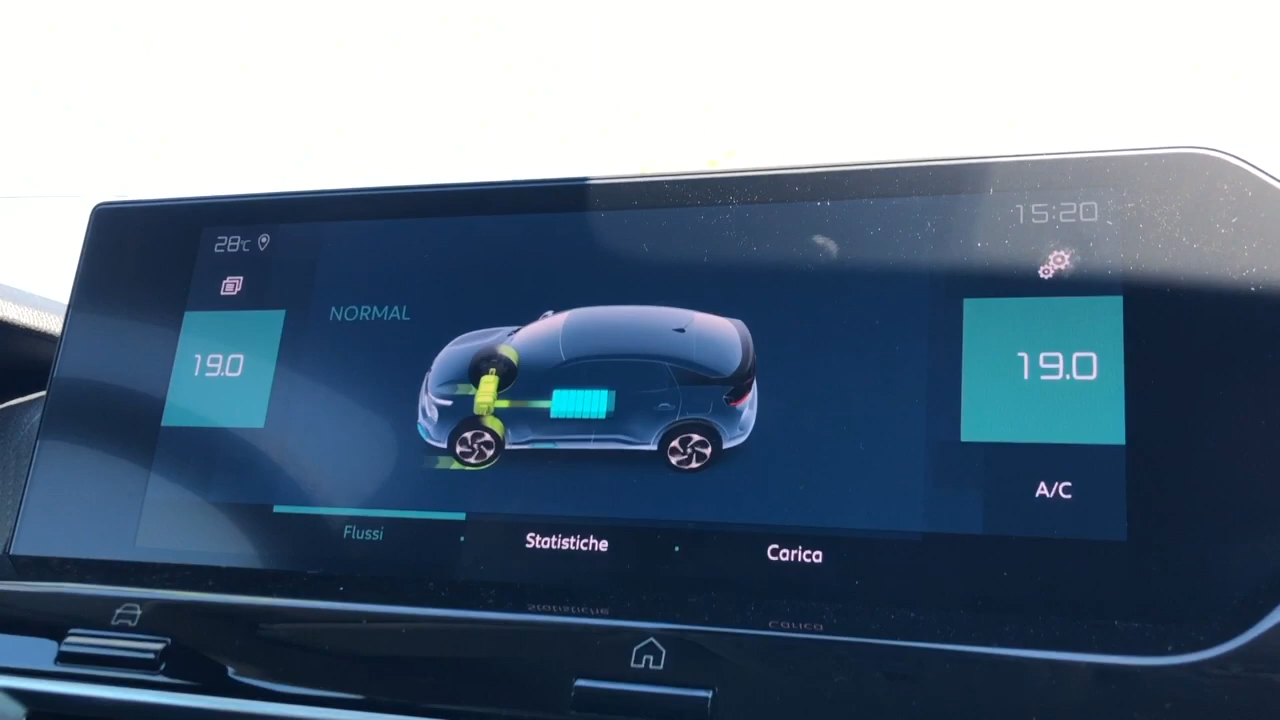 15:20
28°C
NORMAL
19.0
19.0
A/C
Flussi
Statistiche
Carica